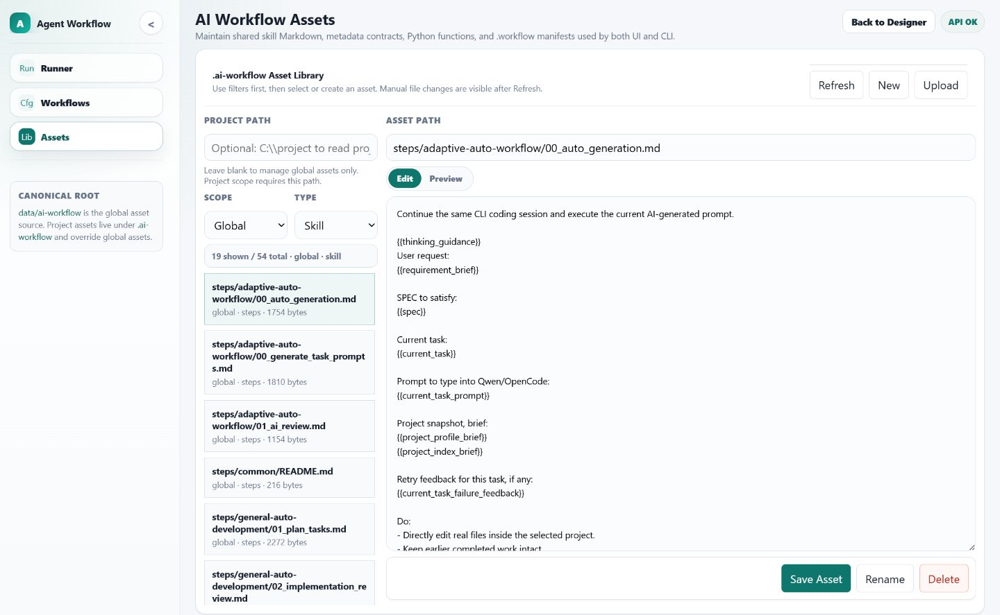 A
Agent Workflow
<
Run Runner
Cfg Workflows
Lib Assets
CANONICAL ROOT
data/ai-workflow is the global asset
source. Project assets live under .ai-
workflow and override global assets.
AI Workflow Assets
Maintain shared skill Markdown, metadata contracts, Python functions, and .workflow manifests used by both UI and CLI.
Back to Designer
API OK
.ai-workflow Asset Library
Use filters first, then select or create an asset. Manual file changes are visible after Refresh.
Refresh
New
Upload
PROJECT PATH
Optional: C:\\project to read proj
Leave blank to manage global assets only.
Project scope requires this path.
SCOPE
TYPE
Global
Skill
19 shown / 54 total · global · skill
steps/adaptive-auto-
workflow/00_auto_generation.md
global · steps · 1754 bytes
steps/adaptive-auto-
workflow/00_generate_task_prompt
s.md
global · steps · 1810 bytes
steps/adaptive-auto-
workflow/01_ai_review.md
global · steps · 1154 bytes
steps/common/README.md
global · steps · 216 bytes
steps/general-auto-
development/01_plan_tasks.md
global · steps · 2272 bytes
steps/general-auto-
development/02_implementation_re
view.md
ASSET PATH
steps/adaptive-auto-workflow/00_auto_generation.md
Edit
Preview
Continue the same CLI coding session and execute the current AI-generated prompt.
{{thinking_guidance}}
User request:
{{requirement_brief}}
SPEC to satisfy:
{{spec}}
Current task:
{{current_task}}
Prompt to type into Qwen/OpenCode:
{{current_task_prompt}}
Project snapshot, brief:
{{project_profile_brief}}
{{project_index_brief}}
Retry feedback for this task, if any:
{{current_task_failure_feedback}}
Do:
- Directly edit real files inside the selected project.
- Keep earlier completed work intact
Save Asset
Rename
Delete